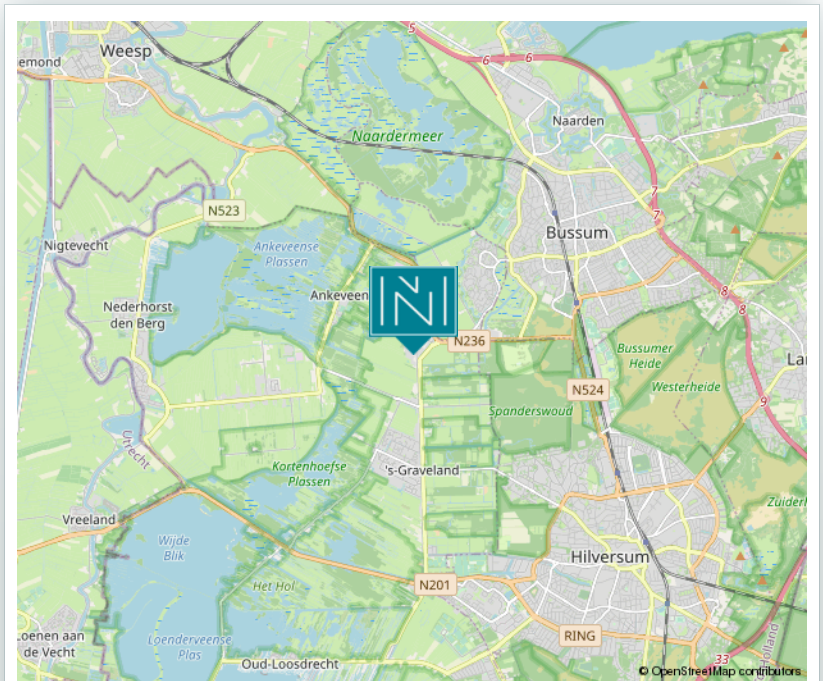 5
Weesp
emond
6
6
Naarden
Naardermeer
7
7
N523
Bussum
Nigtevecht
Ankeveense
Plassen
8
8
Ankeveen
Nederhorst
den Berg
N
N236
Bussumer
Heide
La
Westerheide
N524
9
Spanderswoud
Utrecht
Kortenhoefse
Plassen
's-Graveland
Zuider
Vreeland
Wijde
Blik
Hilversum
Het Hol
N201
Loenderveense
Plas
oenen aan
de Vecht
RING
Holland
Oud-Loosdrecht
33
© OpenStreetMap contributors